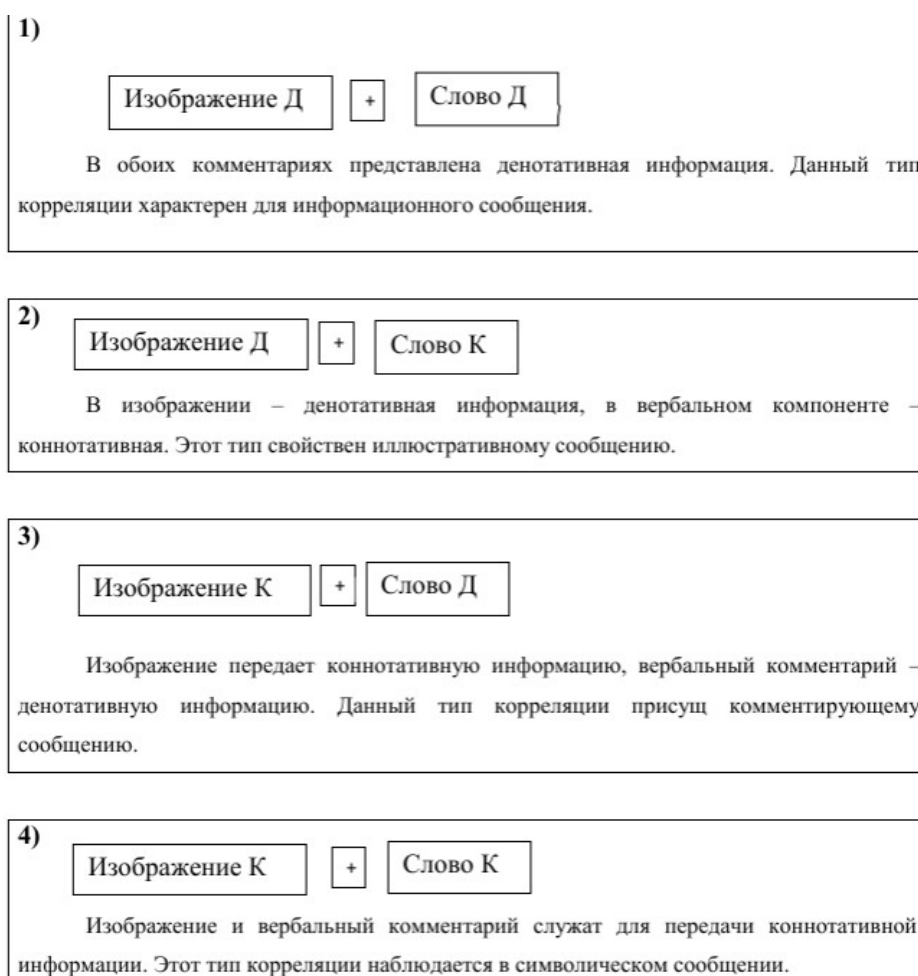 1)
Изображение Д + Слово Д
В обоих комментариях представлена денотативная информация. Данный тип
корреляции характерен для информационного сообщения.
2)
Изображение Д + Слово К
В изображении – денотативная информация, в вербальном компоненте –
коннотативная. Этот тип свойствен иллюстративному сообщению.
3)
Изображение К + Слово Д
Изображение передает коннотативную информацию, вербальный комментарий –
денотативную информацию. Данный тип корреляции присущ комментирующему
сообщению.
4)
Изображение К + Слово К
Изображение и вербальный комментарий служат для передачи коннотативной
информации. Этот тип корреляции наблюдается в символическом сообщении.